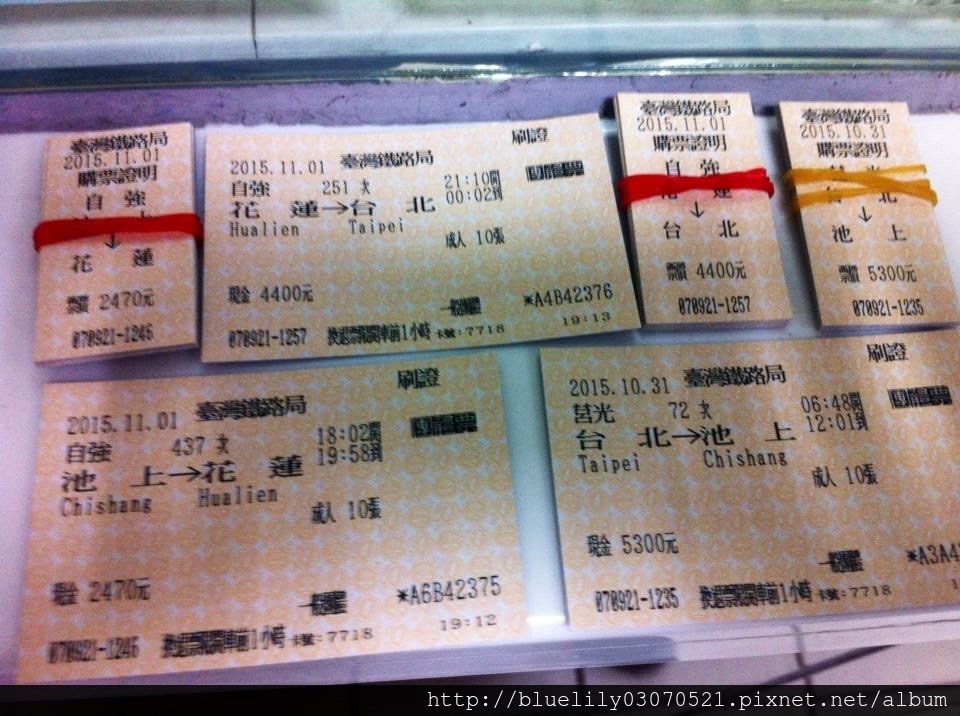 臺灣鐵路局
2015.11.01
購票證明
自 強
↓
花 蓮
票價 2470元
070921-1246
刷證
2015.11.01 臺灣鐵路局
自強 251 次 21:10開
00:02到
花 蓮→台 北
Hualien Taipei
成人 10張
現金 4400元
*A4B42376
070921-1257 換退票限開車前1小時 卡號:7718
19:13
臺灣鐵路局
2015.11.01
購票證明
自 強
↓
台 北
票價 4400元
070921-1257
臺灣鐵路局
2015.10.31
購票證明
↓
池 上
票價 5300元
070921-1235
刷證
2015.11.01 臺灣鐵路局
自強 437 次 18:02開
19:58到
池 上→花 蓮
Chishang Hualien
成人 10張
現金 2470元
*A6B42375
070921-1246 換退票限開車前1小時 卡號:7718
19:12
刷證
2015.10.31 臺灣鐵路局
莒光 72 次 06:48開
12:01到
台 北→池 上
Taipei Chishang
成人 10張
現金 5300元
*A3A4
070921-1235 換退票限開車前1小時 卡號:7718
http://bluelily03070521.pixnet.net/album